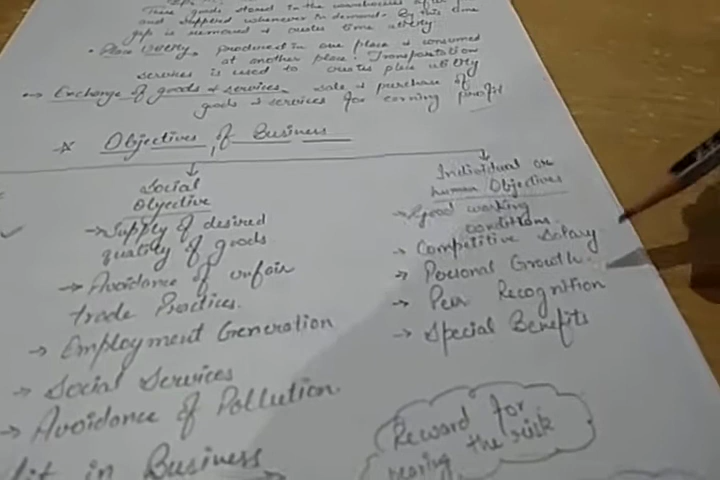 These goods stored in the warehouses
and supplied whenever in demand. By this time
gap is removed & creates time utility
• Place Utility → produced in one place & consumed
at another place. Transportation
services is used to creates place utility
→ Exchange of goods & services → sale & purchase of
goods & services for earning profit
* Objectives of Business
Social
Objective
→ Supply of desired
quality of goods
→ Avoidance of unfair
trade Practices.
→ Employment Generation
→ Social Services
→ Avoidance of Pollution
Individual or
human Objectives
→ Good working
conditions.
→ Competitive Salary
→ Personal Growth.
→ Peer Recognition
→ Special Benefits
in Business
Reward for
bearing the risk